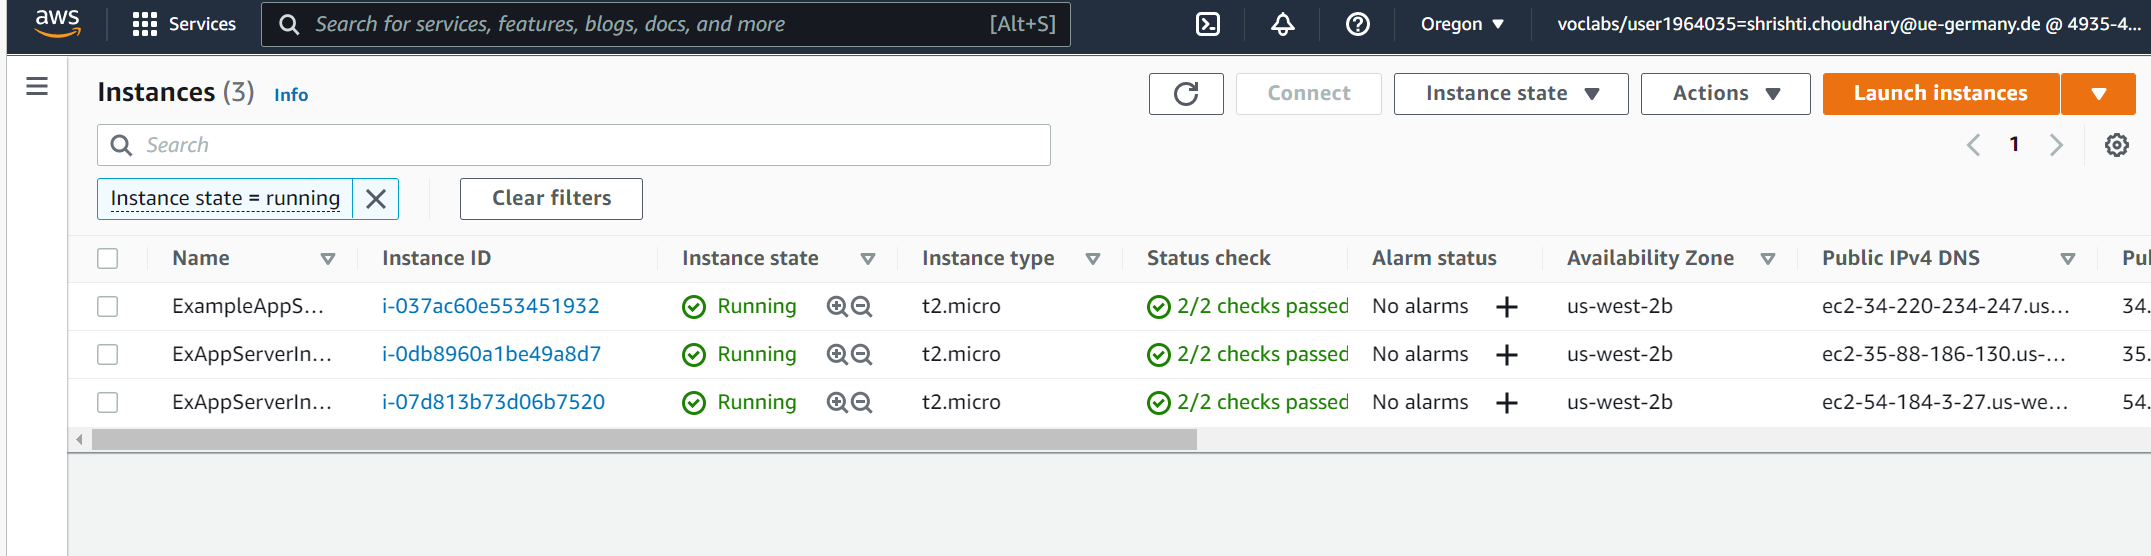 aws Services Search for services, features, blogs, docs, and more [Alt+S] Oregon voclabs/user1964035=shrishti.choudhary@ue-germany.de @ 4935-4...
Instances (3) Info Connect Instance state Actions Launch instances
Search 1
Instance state = running Clear filters
Name Instance ID Instance state Instance type Status check Alarm status Availability Zone Public IPv4 DNS
ExampleAppS... i-037ac60e553451932 Running t2.micro 2/2 checks passed No alarms us-west-2b ec2-34-220-234-247.us... 34.
ExAppServerIn... i-0db8960a1be49a8d7 Running t2.micro 2/2 checks passed No alarms us-west-2b ec2-35-88-186-130.us-... 35.
ExAppServerIn... i-07d813b73d06b7520 Running t2.micro 2/2 checks passed No alarms us-west-2b ec2-54-184-3-27.us-we... 54.